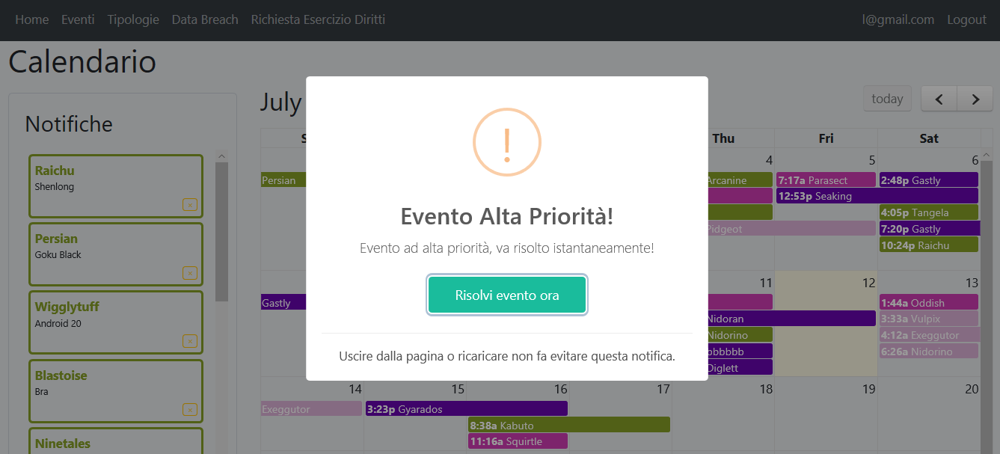 Home Eventi Tipologie Data Breach Richiesta Esercizio Diritti l@gmail.com Logout
Calendario
Notifiche
Raichu
Shenlong
Persian
Goku Black
Wigglytuff
Android 20
Blastoise
Bra
Ninetales
July
today
S
Thu Fri Sat
4 5 6
Persian
Arcanine
7:17a Parasect
2:48p Gastly
12:53p Seaking
4:05p Tangela
Pidgeot
7:20p Gastly
10:24p Raichu
11 12 13
Gastly
1:44a Oddish
Nidoran
3:33a Vulpix
Nidorino
4:12a Exeggutor
bbbbbb
6:26a Nidorino
Diglett
14 15 16 17 18 19 20
Exeggutor
3:23p Gyarados
8:38a Kabuto
11:16a Squirtle
!
Evento Alta Priorità!
Evento ad alta priorità, va risolto istantaneamente!
Risolvi evento ora
Uscire dalla pagina o ricaricare non fa evitare questa notifica.